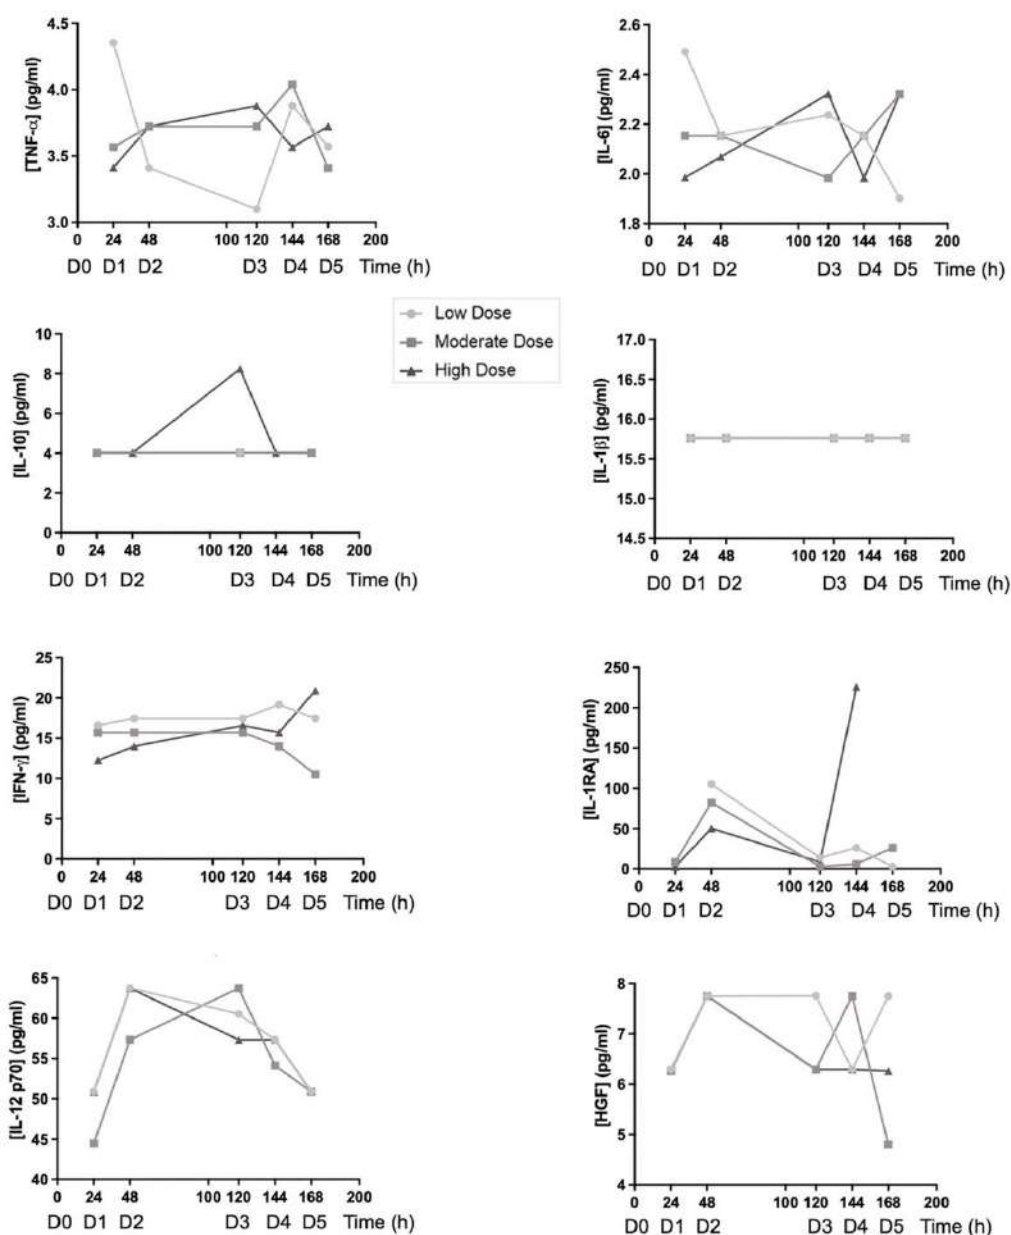 [TNF-α] (pg/ml)
4.5
4.0
3.5
3.0
0 24 48 100 120 144 168 200
D0 D1 D2 D3 D4 D5 Time (h)
[IL-6] (pg/ml)
2.6
2.4
2.2
2.0
1.8
0 24 48 100 120 144 168 200
D0 D1 D2 D3 D4 D5 Time (h)
Low Dose
Moderate Dose
High Dose
[IL-10] (pg/ml)
10
8
6
4
2
0
0 24 48 100 120 144 168 200
D0 D1 D2 D3 D4 D5 Time (h)
[IL-1β] (pg/ml)
17.0
16.5
16.0
15.5
15.0
14.5
0 24 48 100 120 144 168 200
D0 D1 D2 D3 D4 D5 Time (h)
[IFN-γ] (pg/ml)
25
20
15
10
5
0
0 24 48 100 120 144 168 200
D0 D1 D2 D3 D4 D5 Time (h)
[IL-1RA] (pg/ml)
250
200
150
100
50
0
0 24 48 100 120 144 168 200
D0 D1 D2 D3 D4 D5 Time (h)
[IL-12 p70] (pg/ml)
65
60
55
50
45
40
0 24 48 100 120 144 168 200
D0 D1 D2 D3 D4 D5 Time (h)
[HGF] (pg/ml)
8
7
6
5
4
0 24 48 100 120 144 168 200
D0 D1 D2 D3 D4 D5 Time (h)